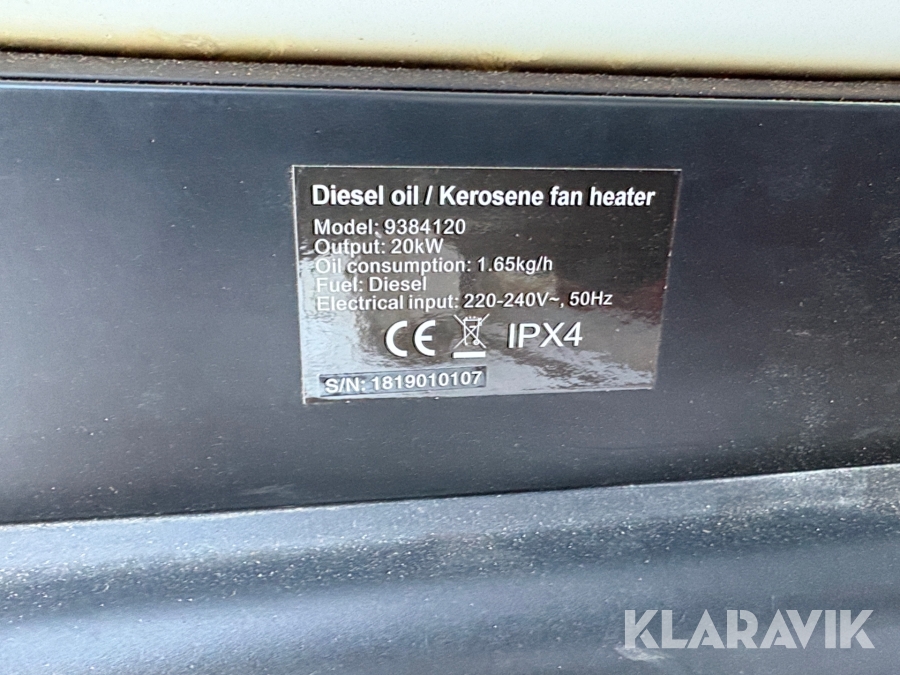 Diesel oil / Kerosene fan heater
Model: 9384120
Output: 20kW
Oil consumption: 1.65kg/h
Fuel: Diesel
Electrical input: 220-240V~, 50Hz
CE IPX4
S/N: 1819010107
KLARAVIK